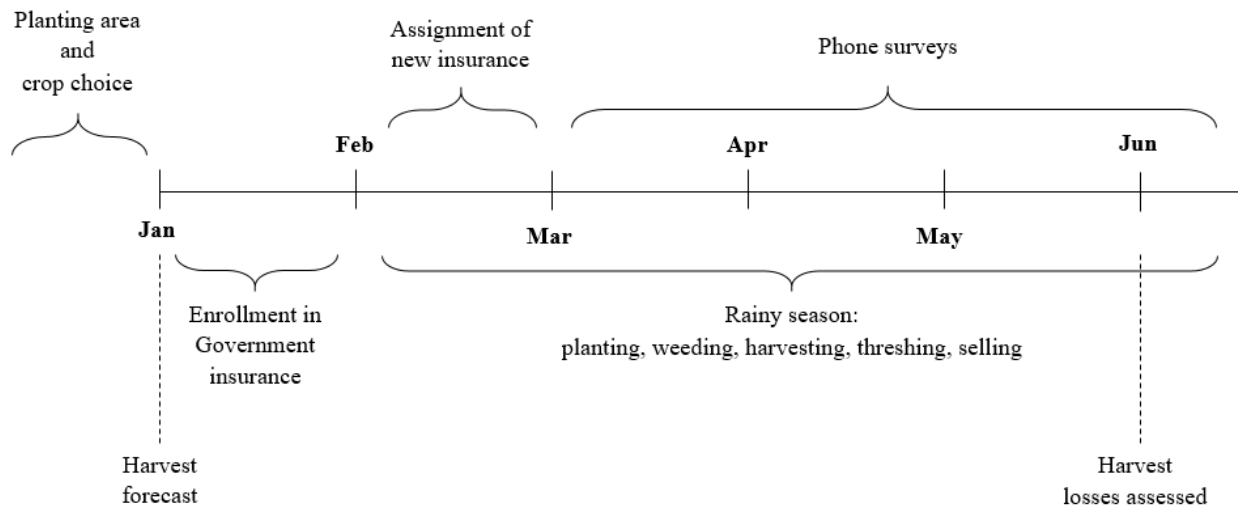 Planting area
and
crop choice
Assignment of
new insurance
Phone surveys
Feb
Apr
Jun
Jan
Mar
May
Enrollment in
Government
insurance
Rainy season:
planting, weeding, harvesting, threshing, selling
Harvest
forecast
Harvest
losses assessed